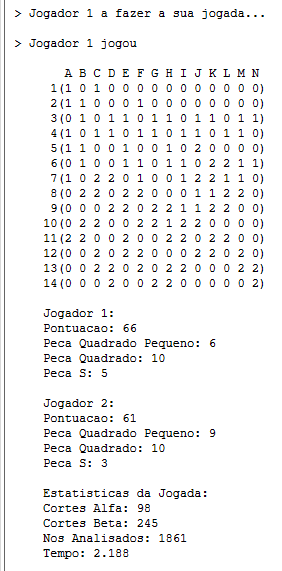 > Jogador 1 a fazer a sua jogada...
> Jogador 1 jogou
A B C D E F G H I J K L M N
1(1 0 1 0 0 0 0 0 0 0 0 0 0 0)
2(1 1 0 0 0 1 0 0 0 0 0 0 0 0)
3(0 1 0 1 1 0 1 1 0 1 1 0 1 1)
4(1 0 1 1 0 1 1 0 1 1 0 1 1 0)
5(1 1 0 0 1 0 0 1 0 2 0 0 0 0)
6(0 1 0 0 1 1 0 1 1 0 2 2 1 1)
7(1 0 2 2 0 1 0 0 1 2 2 1 1 0)
8(0 2 2 0 2 2 0 0 0 1 1 2 2 0)
9(0 0 0 2 2 0 2 2 1 1 2 2 0 0)
10(0 2 2 0 0 2 2 1 2 2 0 0 0 0)
11(2 2 0 0 2 0 0 2 2 0 2 2 0 0)
12(0 0 2 0 2 2 0 0 0 2 2 0 2 0)
13(0 0 2 2 0 2 0 2 2 0 0 0 2 2)
14(0 0 0 2 0 0 2 2 0 0 0 0 0 2)
Jogador 1:
Pontuacao: 66
Peca Quadrado Pequeno: 6
Peca Quadrado: 10
Peca S: 5
Jogador 2:
Pontuacao: 61
Peca Quadrado Pequeno: 9
Peca Quadrado: 10
Peca S: 3
Estatisticas da Jogada:
Cortes Alfa: 98
Cortes Beta: 245
Nos Analisados: 1861
Tempo: 2.188